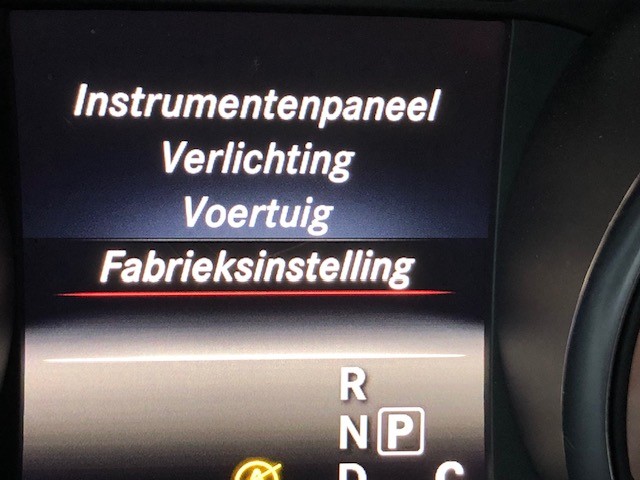 Instrumentenpaneel
Verlichting
Voertuig
Fabrieksinstelling
R
N P
D C